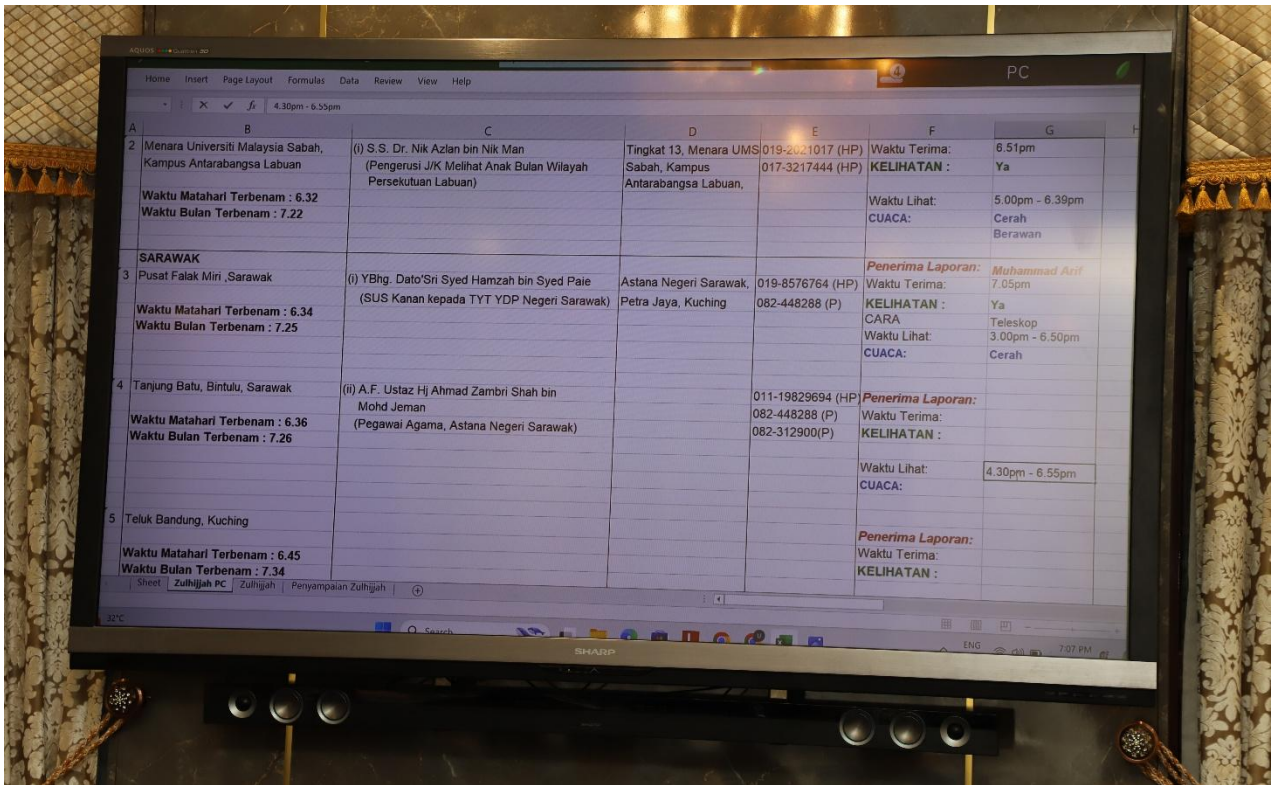 AQUOS Quattron 3D
Home Insert Page Layout Formulas Data Review View Help
4 PC
4.30pm - 6.55pm
A B C D E F G H
2 Menara Universiti Malaysia Sabah, (i) S.S. Dr. Nik Azlan bin Nik Man Tingkat 13, Menara UMS 019-2021017 (HP) Waktu Terima: 6.51pm
Kampus Antarabangsa Labuan (Pengerusi J/K Melihat Anak Bulan Wilayah Sabah, Kampus 017-3217444 (HP) KELIHATAN : Ya
Persekutuan Labuan) Antarabangsa Labuan,
Waktu Matahari Terbenam : 6.32 Waktu Lihat: 5.00pm - 6.39pm
Waktu Bulan Terbenam : 7.22 CUACA: Cerah
Berawan
SARAWAK Penerima Laporan: Muhammad Arif
3 Pusat Falak Miri ,Sarawak (i) YBhg. Dato'Sri Syed Hamzah bin Syed Paie Astana Negeri Sarawak, 019-8576764 (HP) Waktu Terima: 7.05pm
(SUS Kanan kepada TYT YDP Negeri Sarawak) Petra Jaya, Kuching 082-448288 (P) KELIHATAN : Ya
Waktu Matahari Terbenam : 6.34 CARA Teleskop
Waktu Bulan Terbenam : 7.25 Waktu Lihat: 3.00pm - 6.50pm
CUACA: Cerah
4 Tanjung Batu, Bintulu, Sarawak (ii) A.F. Ustaz Hj Ahmad Zambri Shah bin 011-19829694 (HP) Penerima Laporan:
Mohd Jeman 082-448288 (P) Waktu Terima:
Waktu Matahari Terbenam : 6.36 (Pegawai Agama, Astana Negeri Sarawak) 082-312900(P) KELIHATAN :
Waktu Bulan Terbenam : 7.26
Waktu Lihat: 4.30pm - 6.55pm
CUACA:
5 Teluk Bandung, Kuching
Penerima Laporan:
Waktu Matahari Terbenam : 6.45 Waktu Terima:
Waktu Bulan Terbenam : 7.34 KELIHATAN :
Sheet Zulhijjah PC Zulhijjah Penyampaian Zulhijjah
32°C Search ENG 7:07 PM
SHARP